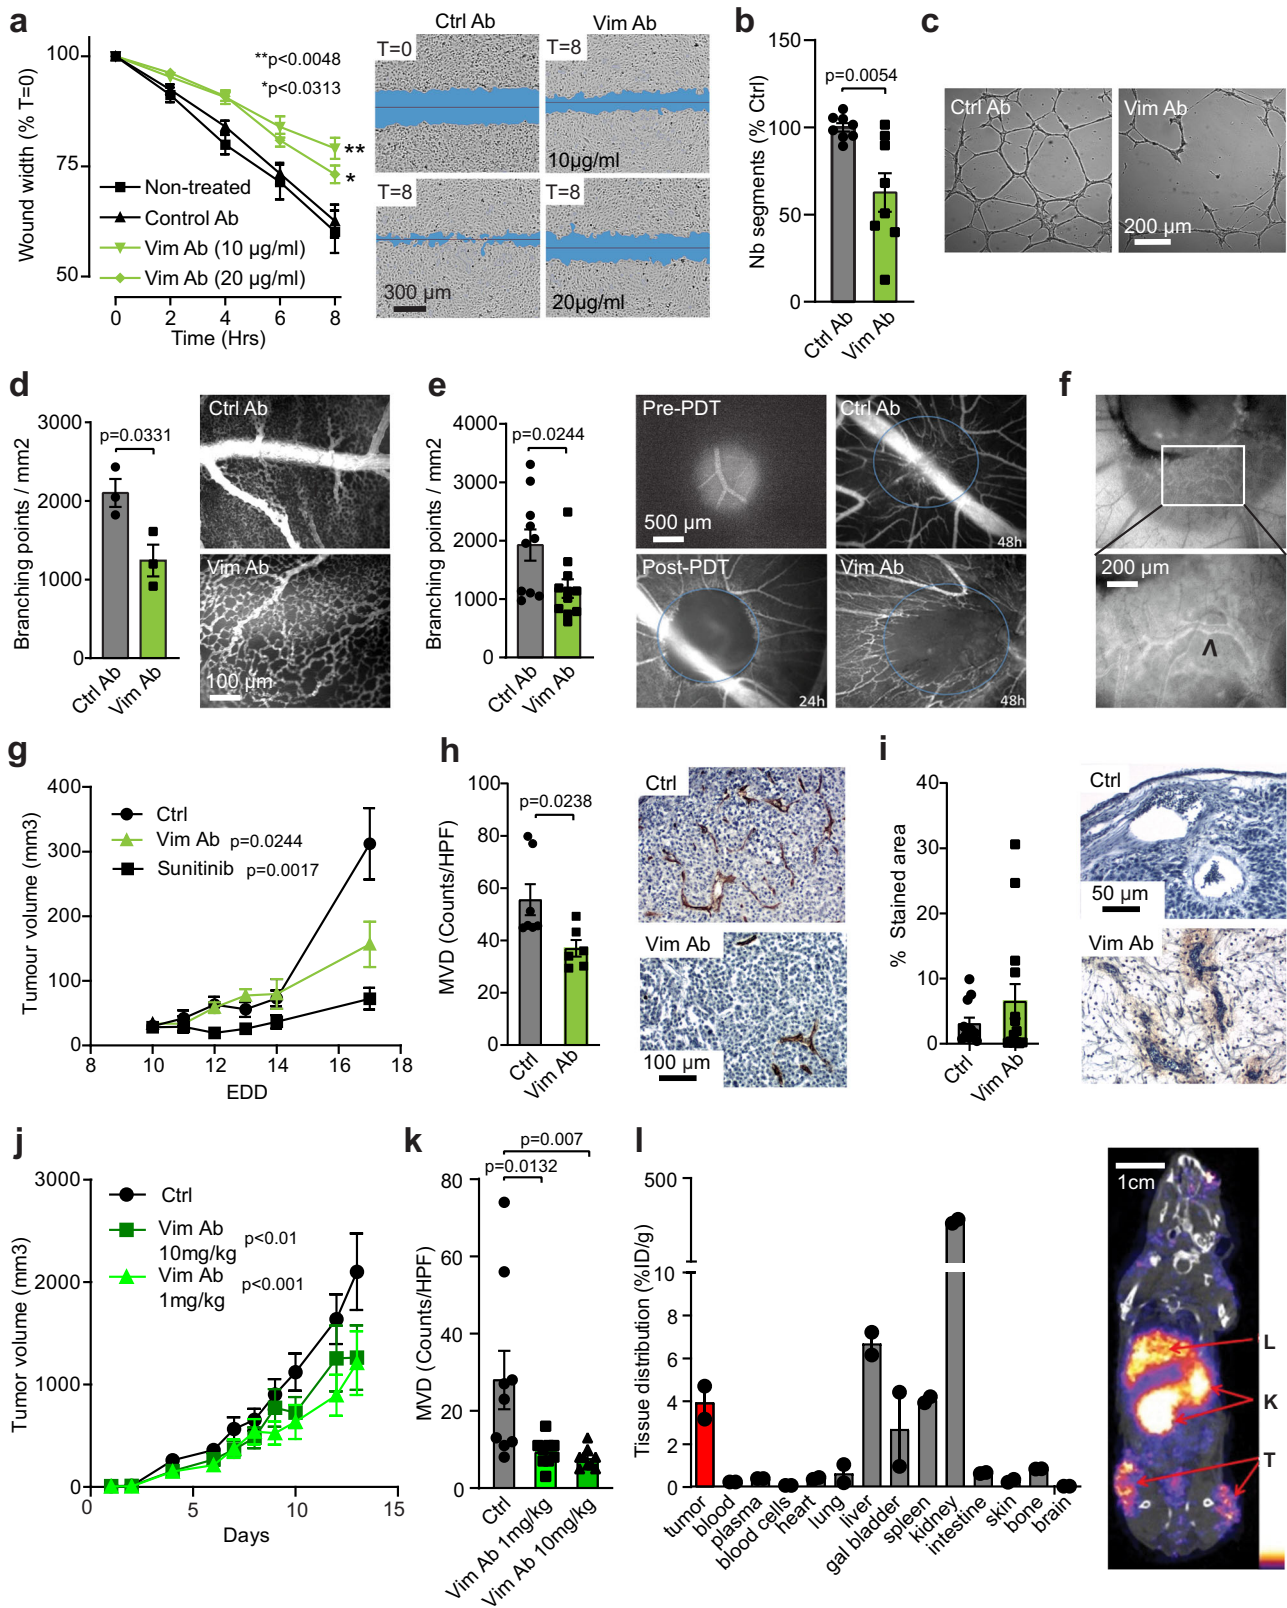 a
Wound width (% T=0)
100
75
50
**p<0.0048
*p<0.0313
**
*
Non-treated
Control Ab
Vim Ab (10 µg/ml)
Vim Ab (20 µg/ml)
0 2 4 6 8
Time (Hrs)
Ctrl Ab
Vim Ab
T=0
T=8
10µg/ml
T=8
T=8
300 µm
20µg/ml
b
Nb segments (% Ctrl)
150
100
50
0
p=0.0054
Ctrl Ab
Vim Ab
c
Ctrl Ab
Vim Ab
200 µm
d
Branching points / mm2
3000
2000
1000
0
p=0.0331
Ctrl Ab
Vim Ab
Ctrl Ab
Vim Ab
100 µm
e
Branching points / mm2
4000
3000
2000
1000
0
p=0.0244
Ctrl Ab
Vim Ab
Pre-PDT
500 µm
Ctrl Ab
48h
Post-PDT
24h
Vim Ab
48h
f
200 µm
g
Tumour volume (mm3)
400
300
200
100
0
Ctrl
Vim Ab p=0.0244
Sunitinib p=0.0017
8 10 12 14 16 18
EDD
h
MVD (Counts/HPF)
100
80
60
40
20
0
p=0.0238
Ctrl
Vim Ab
Ctrl
Vim Ab
100 µm
i
% Stained area
40
30
20
10
0
Ctrl
Vim Ab
Ctrl
50 µm
Vim Ab
j
Tumor volume (mm3)
3000
2000
1000
0
Ctrl
Vim Ab
10mg/kg p<0.01
Vim Ab
1mg/kg p<0.001
0 5 10 15
Days
k
MVD (Counts/HPF)
80
60
40
20
0
p=0.007
p=0.0132
Ctrl
Vim Ab 1mg/kg
Vim Ab 10mg/kg
l
Tissue distribution (%ID/g)
500
10
8
6
4
2
0
tumor
blood
plasma
blood cells
heart
lung
liver
gal bladder
spleen
kidney
intestine
skin
bone
brain
1cm
L
K
T